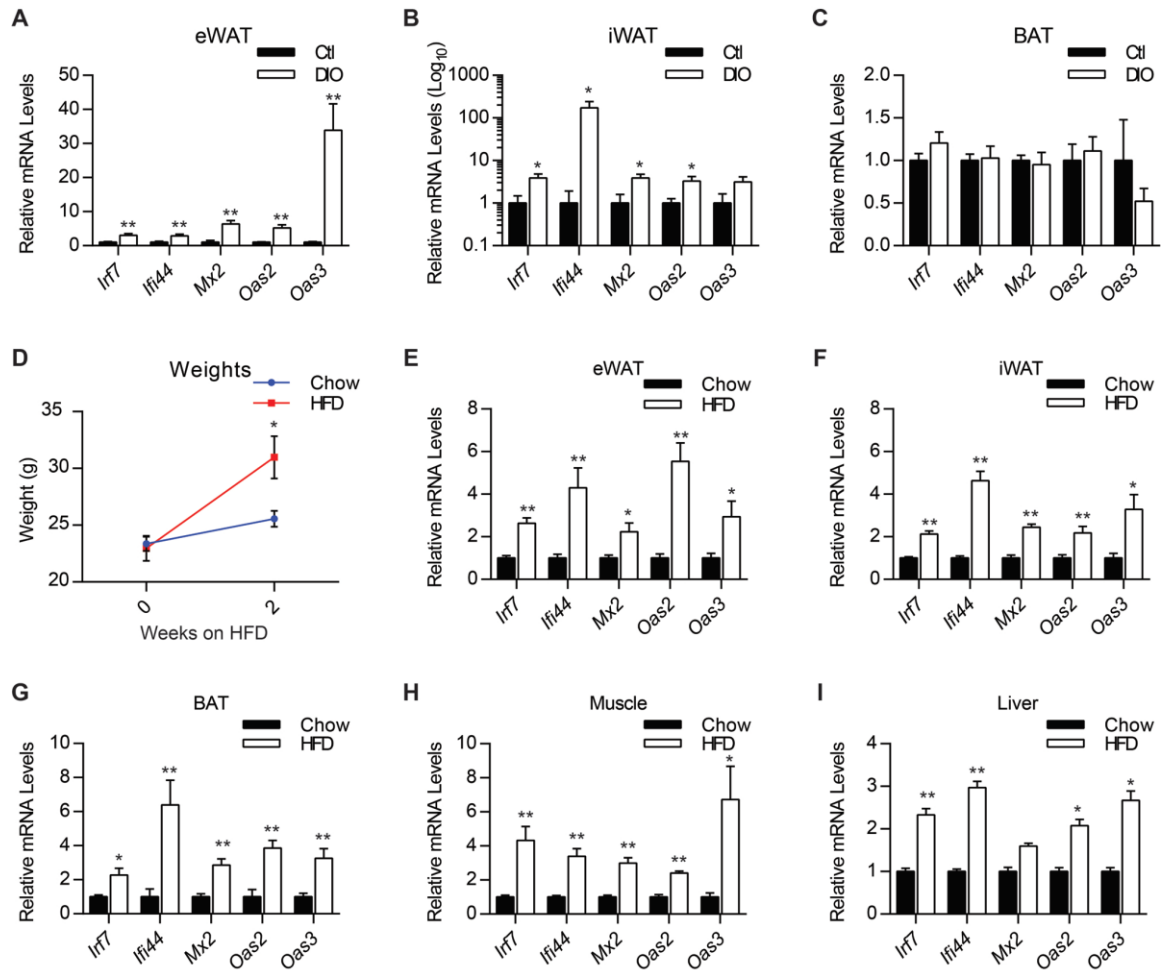 A
eWAT
Ctl
DIO
Relative mRNA Levels
50
40
30
20
10
0
**
**
**
**
**
Irf7
Ifi44
Mx2
Oas2
Oas3
B
iWAT
Ctl
DIO
Relative mRNA Levels (Log10)
1000
100
10
1
0.1
*
*
*
*
Irf7
Ifi44
Mx2
Oas2
Oas3
C
BAT
Ctl
DIO
Relative mRNA Levels
2.0
1.5
1.0
0.5
0.0
Irf7
Ifi44
Mx2
Oas2
Oas3
D
Weights
Chow
HFD
Weight (g)
35
30
25
20
*
0
2
Weeks on HFD
E
eWAT
Chow
HFD
Relative mRNA Levels
8
6
4
2
0
**
**
*
**
*
Irf7
Ifi44
Mx2
Oas2
Oas3
F
iWAT
Chow
HFD
Relative mRNA Levels
8
6
4
2
0
**
**
**
**
*
Irf7
Ifi44
Mx2
Oas2
Oas3
G
BAT
Chow
HFD
Relative mRNA Levels
10
8
6
4
2
0
*
**
**
**
**
Irf7
Ifi44
Mx2
Oas2
Oas3
H
Muscle
Chow
HFD
Relative mRNA Levels
10
8
6
4
2
0
**
**
**
**
*
Irf7
Ifi44
Mx2
Oas2
Oas3
I
Liver
Chow
HFD
Relative mRNA Levels
4
3
2
1
0
**
**
*
*
Irf7
Ifi44
Mx2
Oas2
Oas3